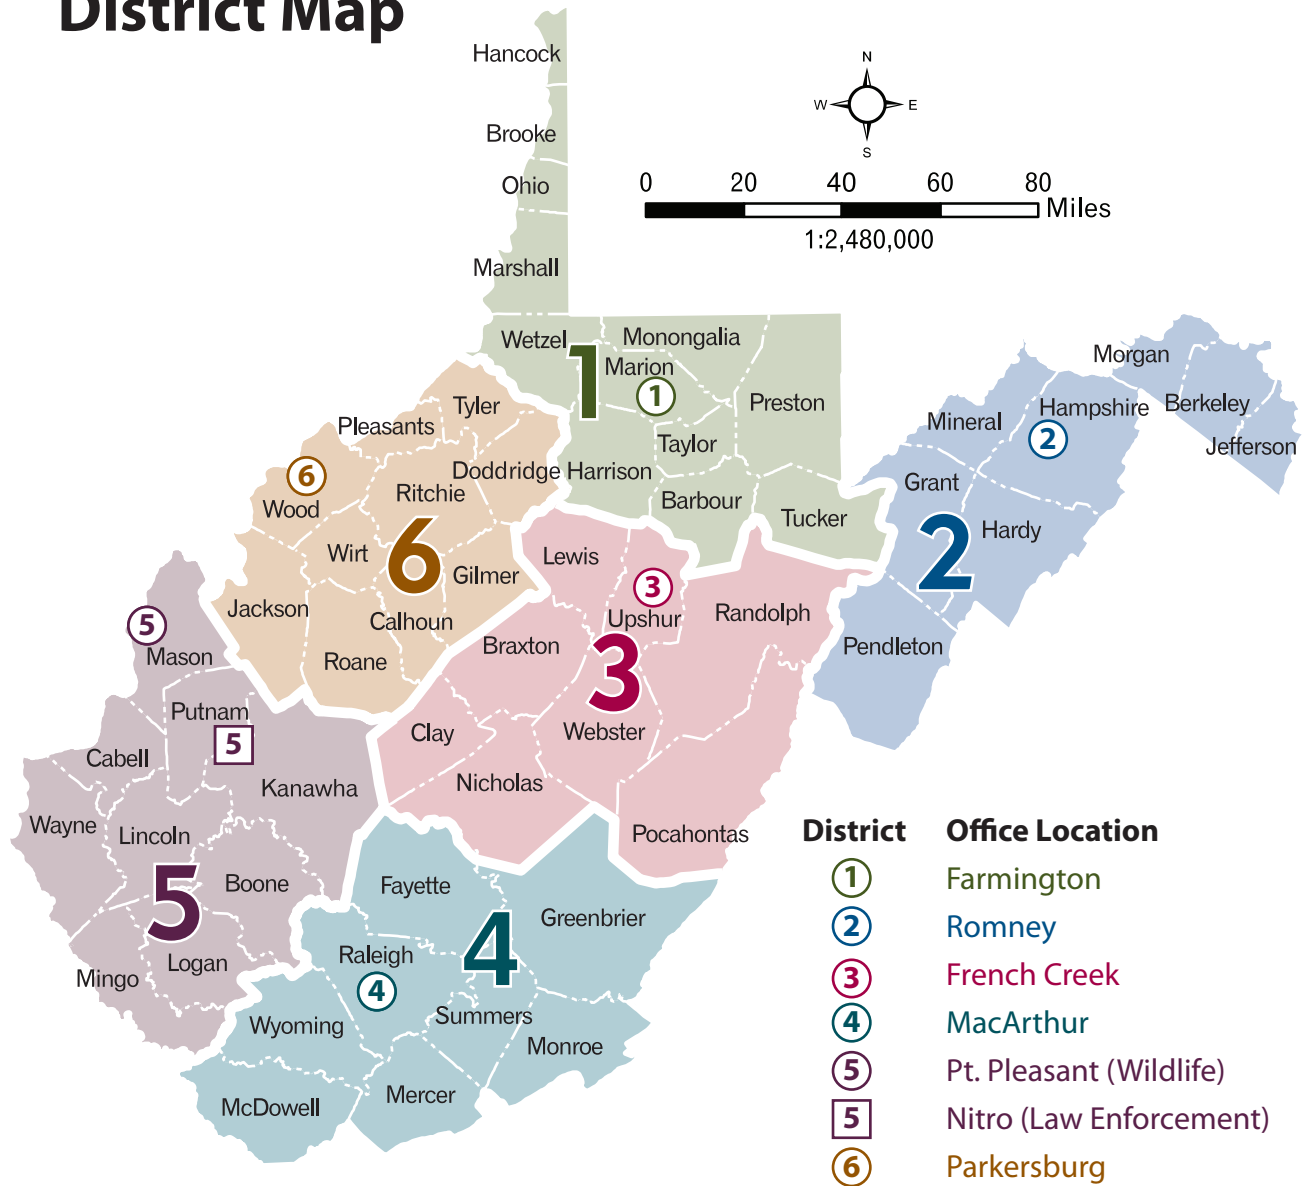 District Map
Hancock
Brooke
Ohio
Marshall
N
W E
S
0 20 40 60 80
Miles
1:2,480,000
Wetzel
Monongalia
1
Marion
1
Preston
Taylor
Harrison
Barbour
Tucker
Tyler
Pleasants
Doddridge
6
Ritchie
Wood
Wirt
6
Gilmer
Jackson
Calhoun
Roane
Morgan
Hampshire
Berkeley
Mineral
2
Jefferson
Grant
Hardy
2
Pendleton
Lewis
3
Upshur
Randolph
Braxton
3
Clay
Webster
Nicholas
Pocahontas
5
Mason
Putnam
5
Cabell
Kanawha
Wayne
Lincoln
Boone
5
Logan
Mingo
Fayette
Greenbrier
Raleigh
4
4
Summers
Wyoming
Monroe
Mercer
McDowell
District Office Location
1 Farmington
2 Romney
3 French Creek
4 MacArthur
5 Pt. Pleasant (Wildlife)
5 Nitro (Law Enforcement)
6 Parkersburg